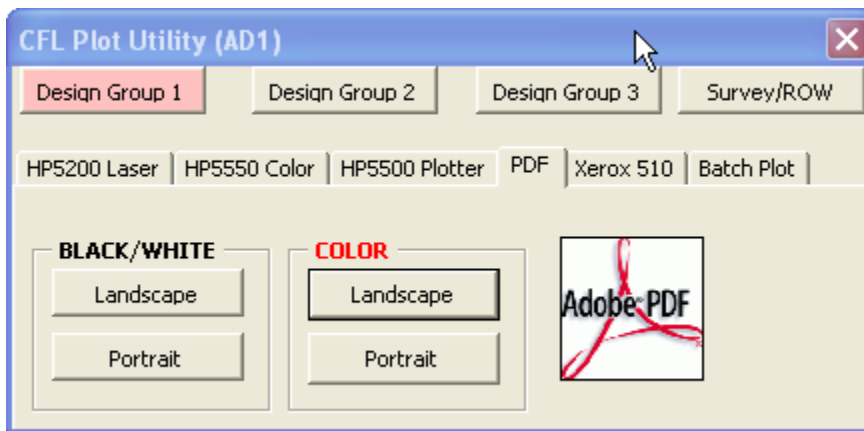 CFL Plot Utility (AD1)
Design Group 1 Design Group 2 Design Group 3 Survey/ROW
HP5200 Laser HP5550 Color HP5500 Plotter PDF Xerox 510 Batch Plot
BLACK/WHITE COLOR
Landscape Landscape Adobe PDF
Portrait Portrait